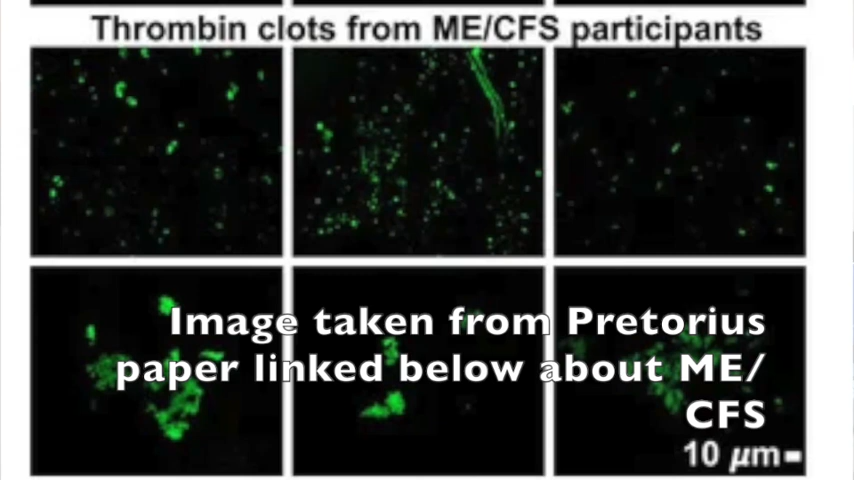 Thrombin clots from ME/CFS participants
Image taken from Pretorius
paper linked below about ME/
CFS
10 µm